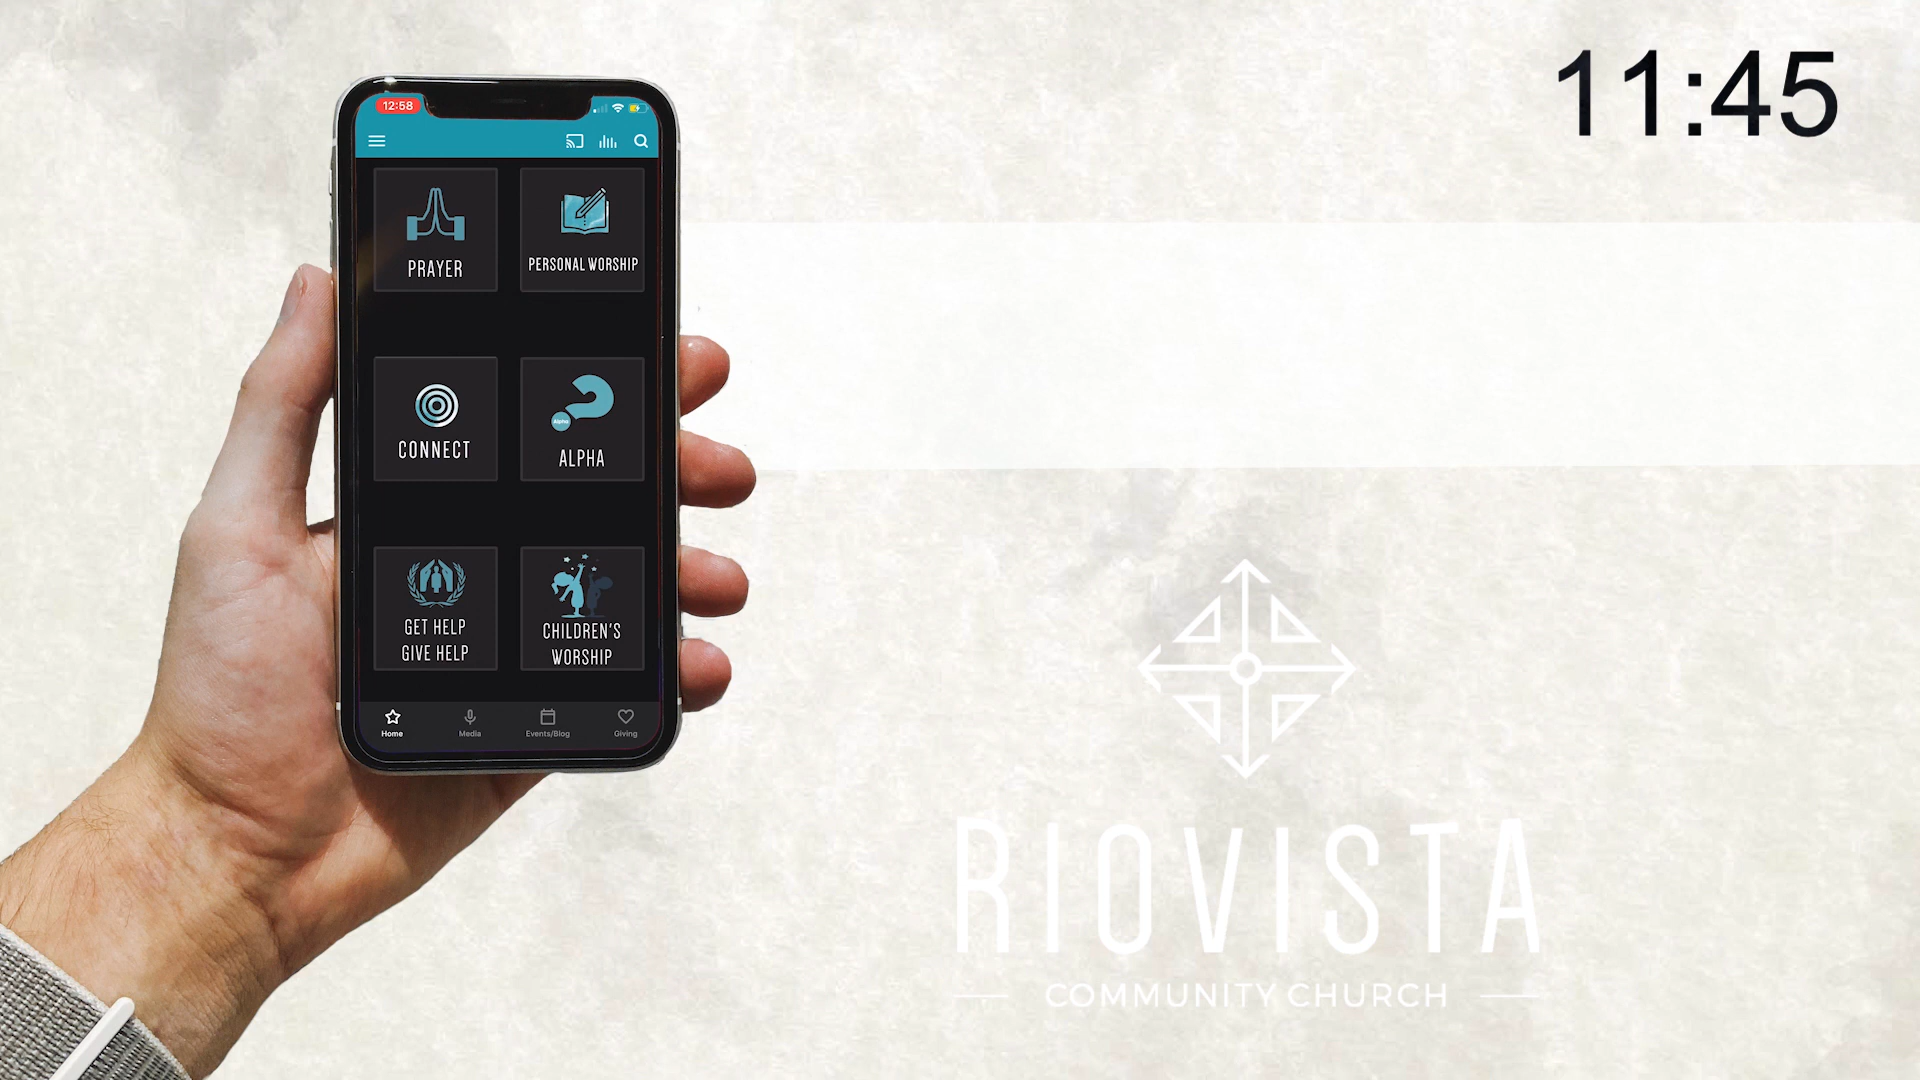 11:45
12:58
PRAYER
PERSONAL WORSHIP
CONNECT
Alpha
ALPHA
GET HELP
GIVE HELP
CHILDREN'S
WORSHIP
Home
Media
Events/Blog
Giving
RIOVISTA
COMMUNITY CHURCH